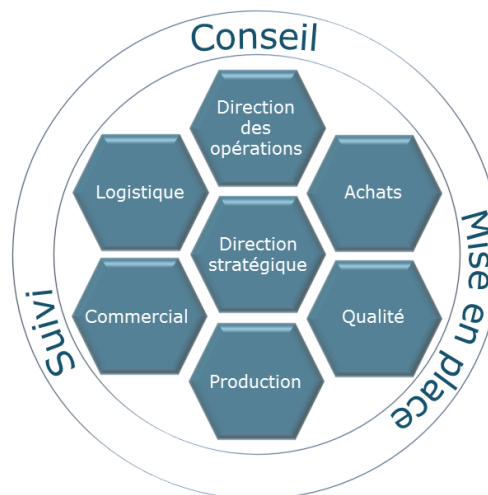 Conseil
Direction
des
opérations
Logistique
Achats
Direction
stratégique
Commercial
Qualité
Production
Suivi
Mise en place